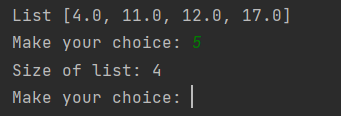 List [4.0, 11.0, 12.0, 17.0]
Make your choice: 5
Size of list: 4
Make your choice: